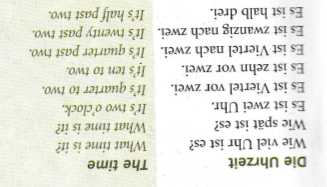 Die Uhrzeit
Wie viel Uhr ist es?
Wie spät ist es?
Es ist zwei Uhr.
Es ist Viertel vor zwei.
Es ist zehn vor zwei.
Es ist Viertel nach zwei.
Es ist zwanzig nach zwei.
Es ist halb drei.
The time
What time is it?
What time is it?
It's two o'clock.
It's quarter to two.
It's ten to two.
It's quarter past two.
It's twenty past two.
It's half past two.